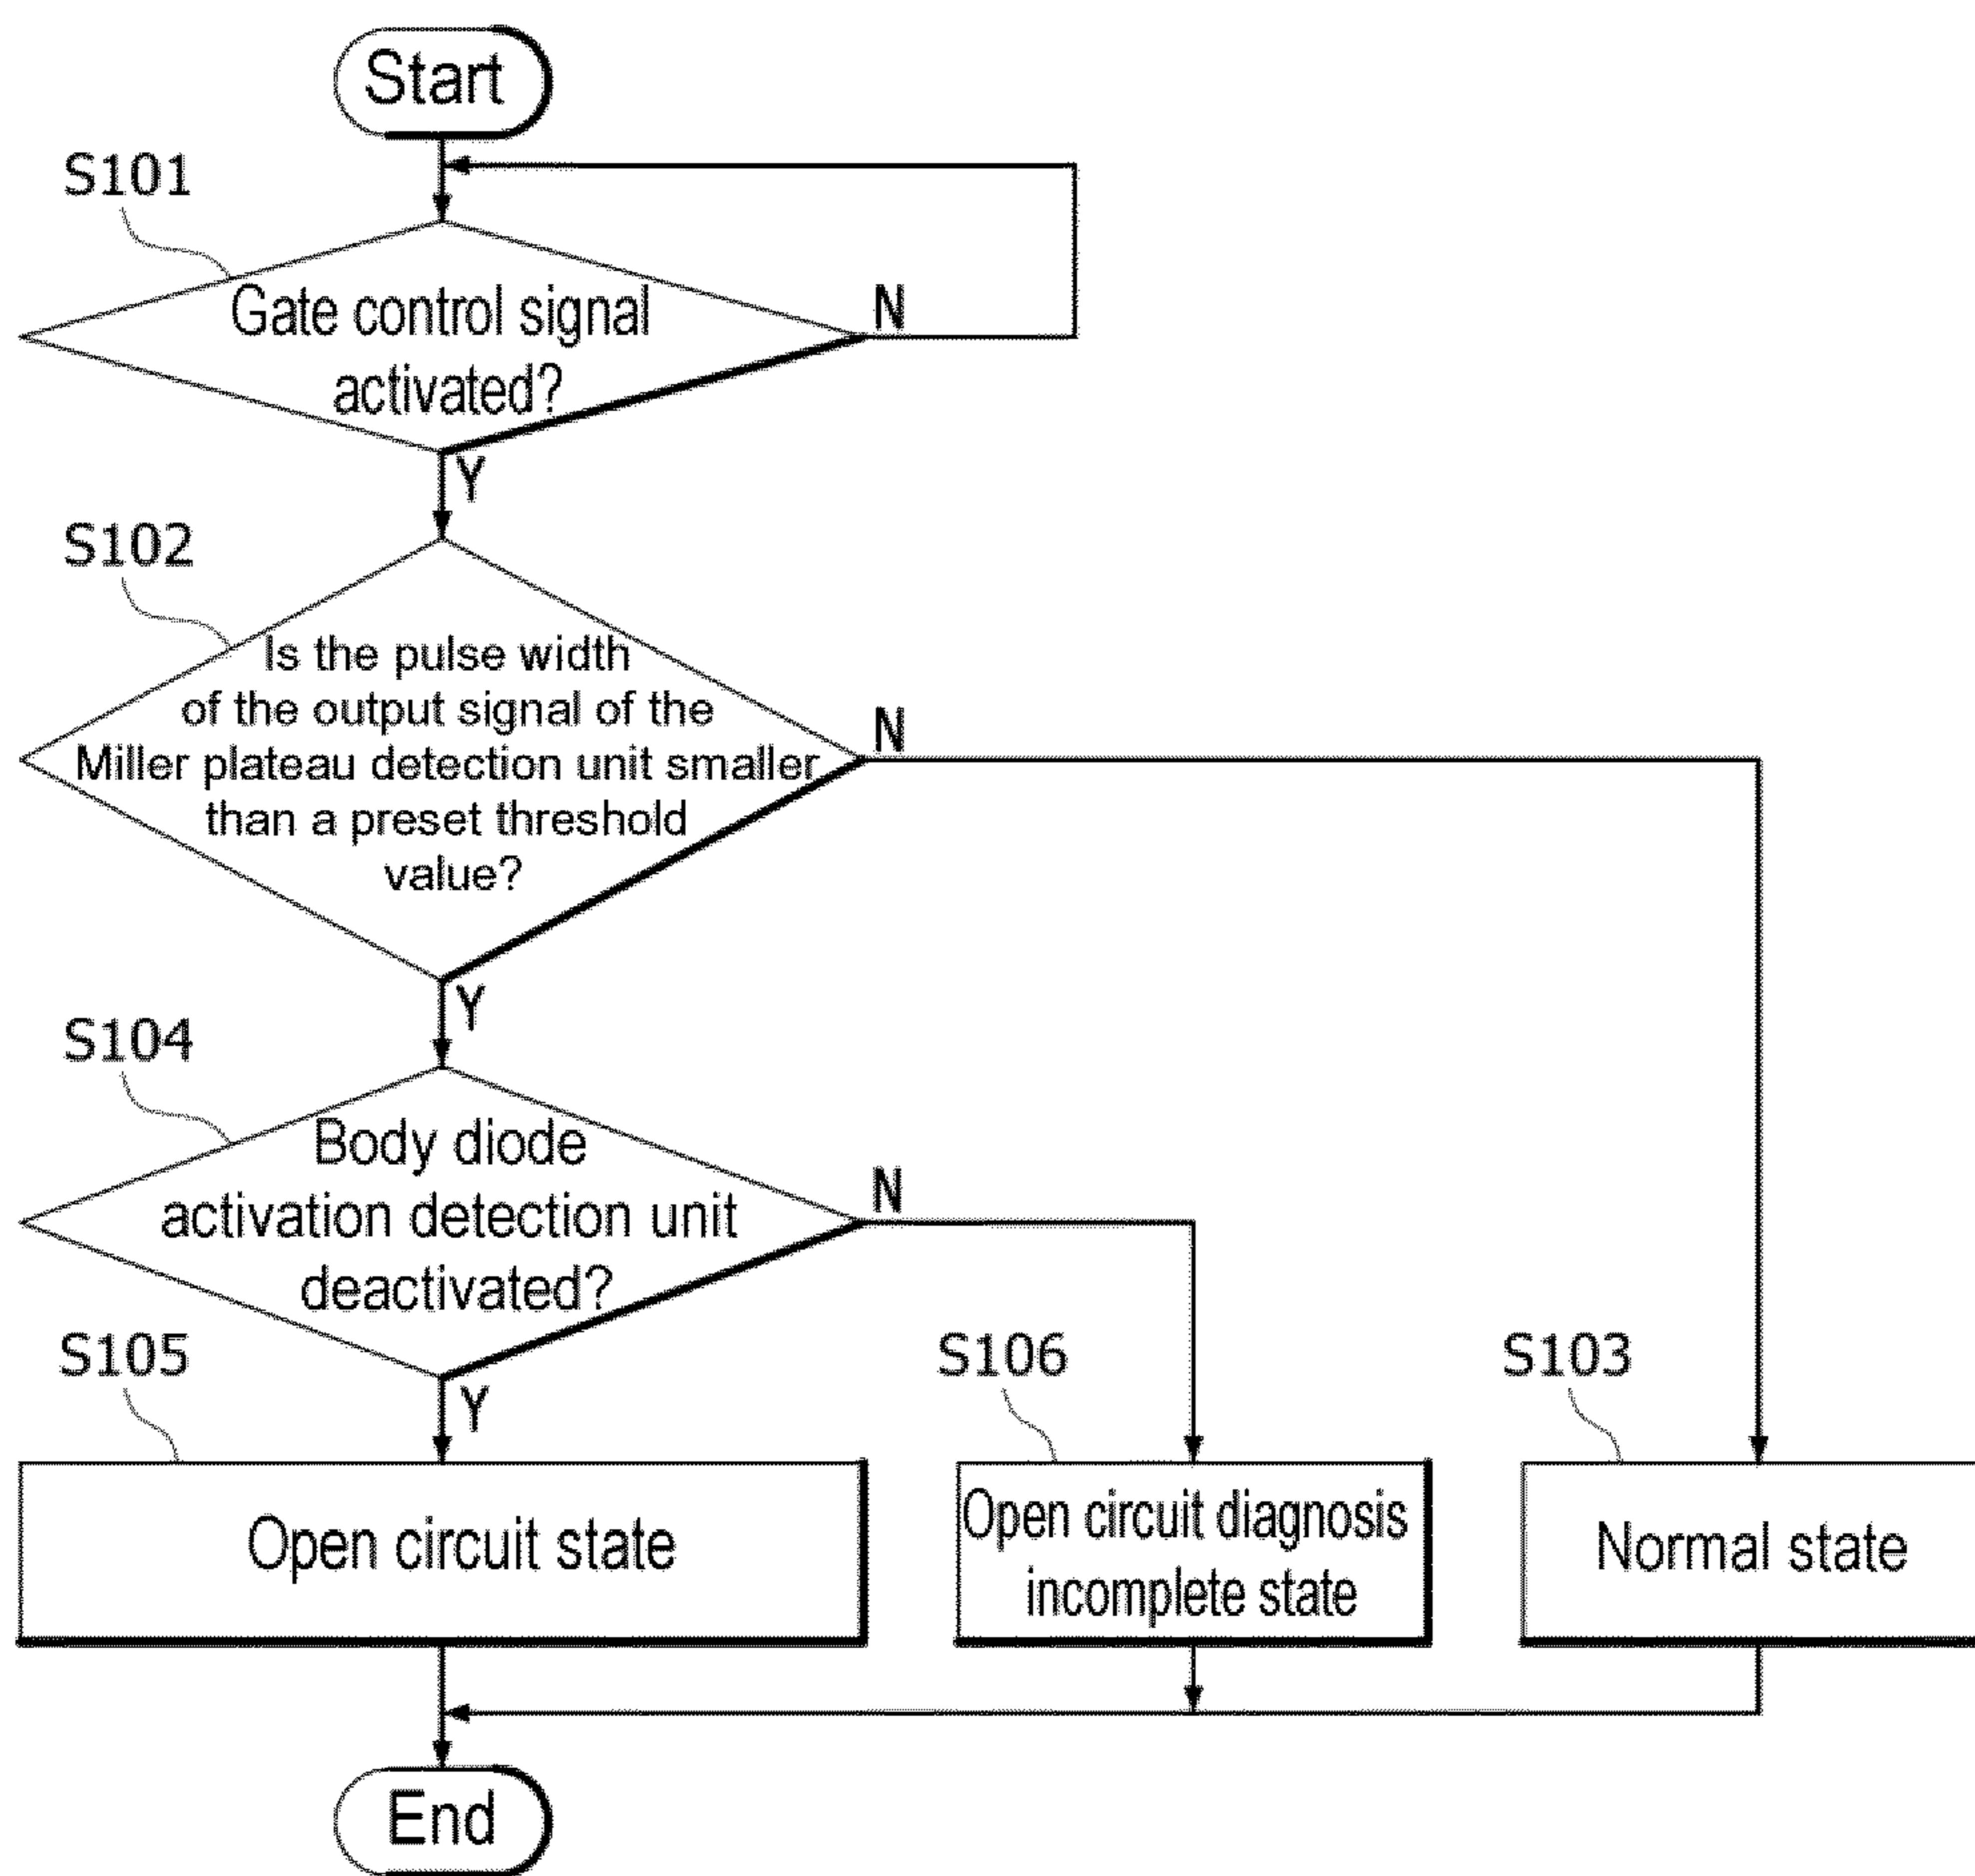 Start
S101
Gate control signal
activated?
N
Y
S102
Is the pulse width
of the output signal of the
Miller plateau detection unit smaller
than a preset threshold
value?
N
Y
S104
Body diode
activation detection unit
deactivated?
N
Y
S105
Open circuit state
S106
Open circuit diagnosis
incomplete state
S103
Normal state
End